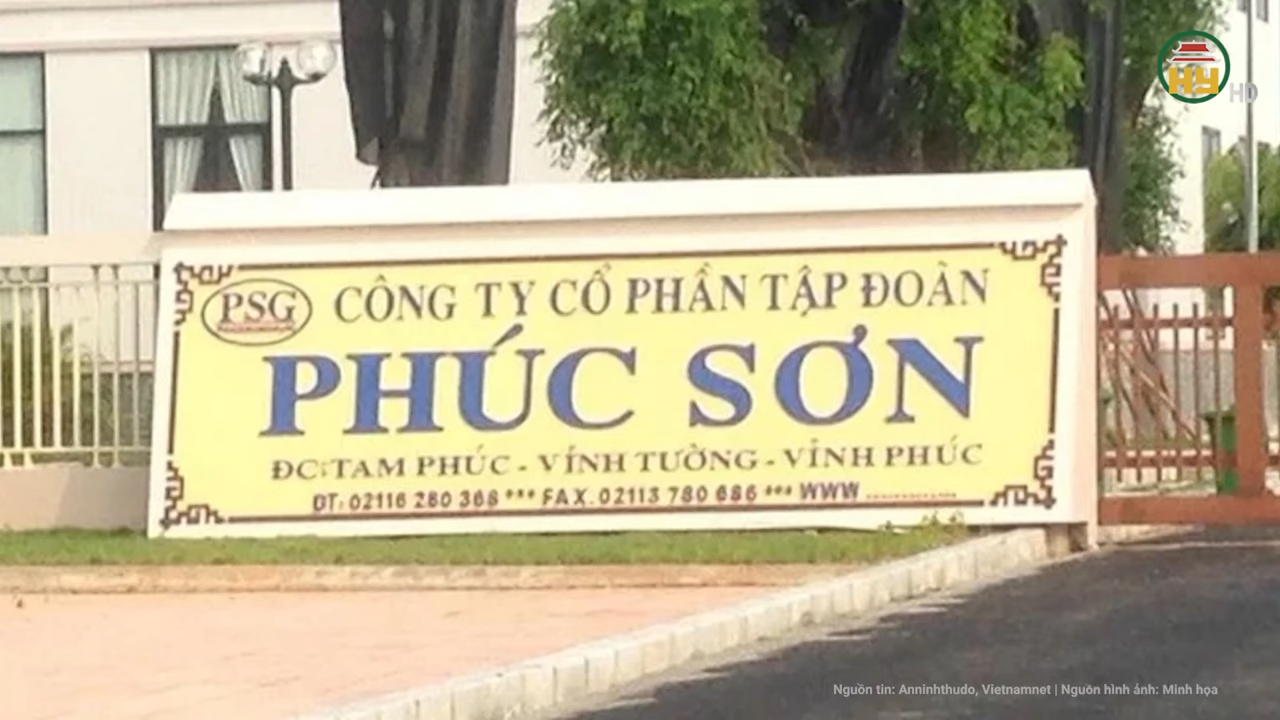 HY HD
PSG CÔNG TY CỔ PHẦN TẬP ĐOÀN
PHÚC SƠN
ĐC: TAM PHÚC - VĨNH TƯỜNG - VĨNH PHÚC
ĐT: 02116 280 368 *** FAX. 02113 780 686 *** WWW
Nguồn tin: Anninhthudo, Vietnamnet | Nguồn hình ảnh: Minh họa